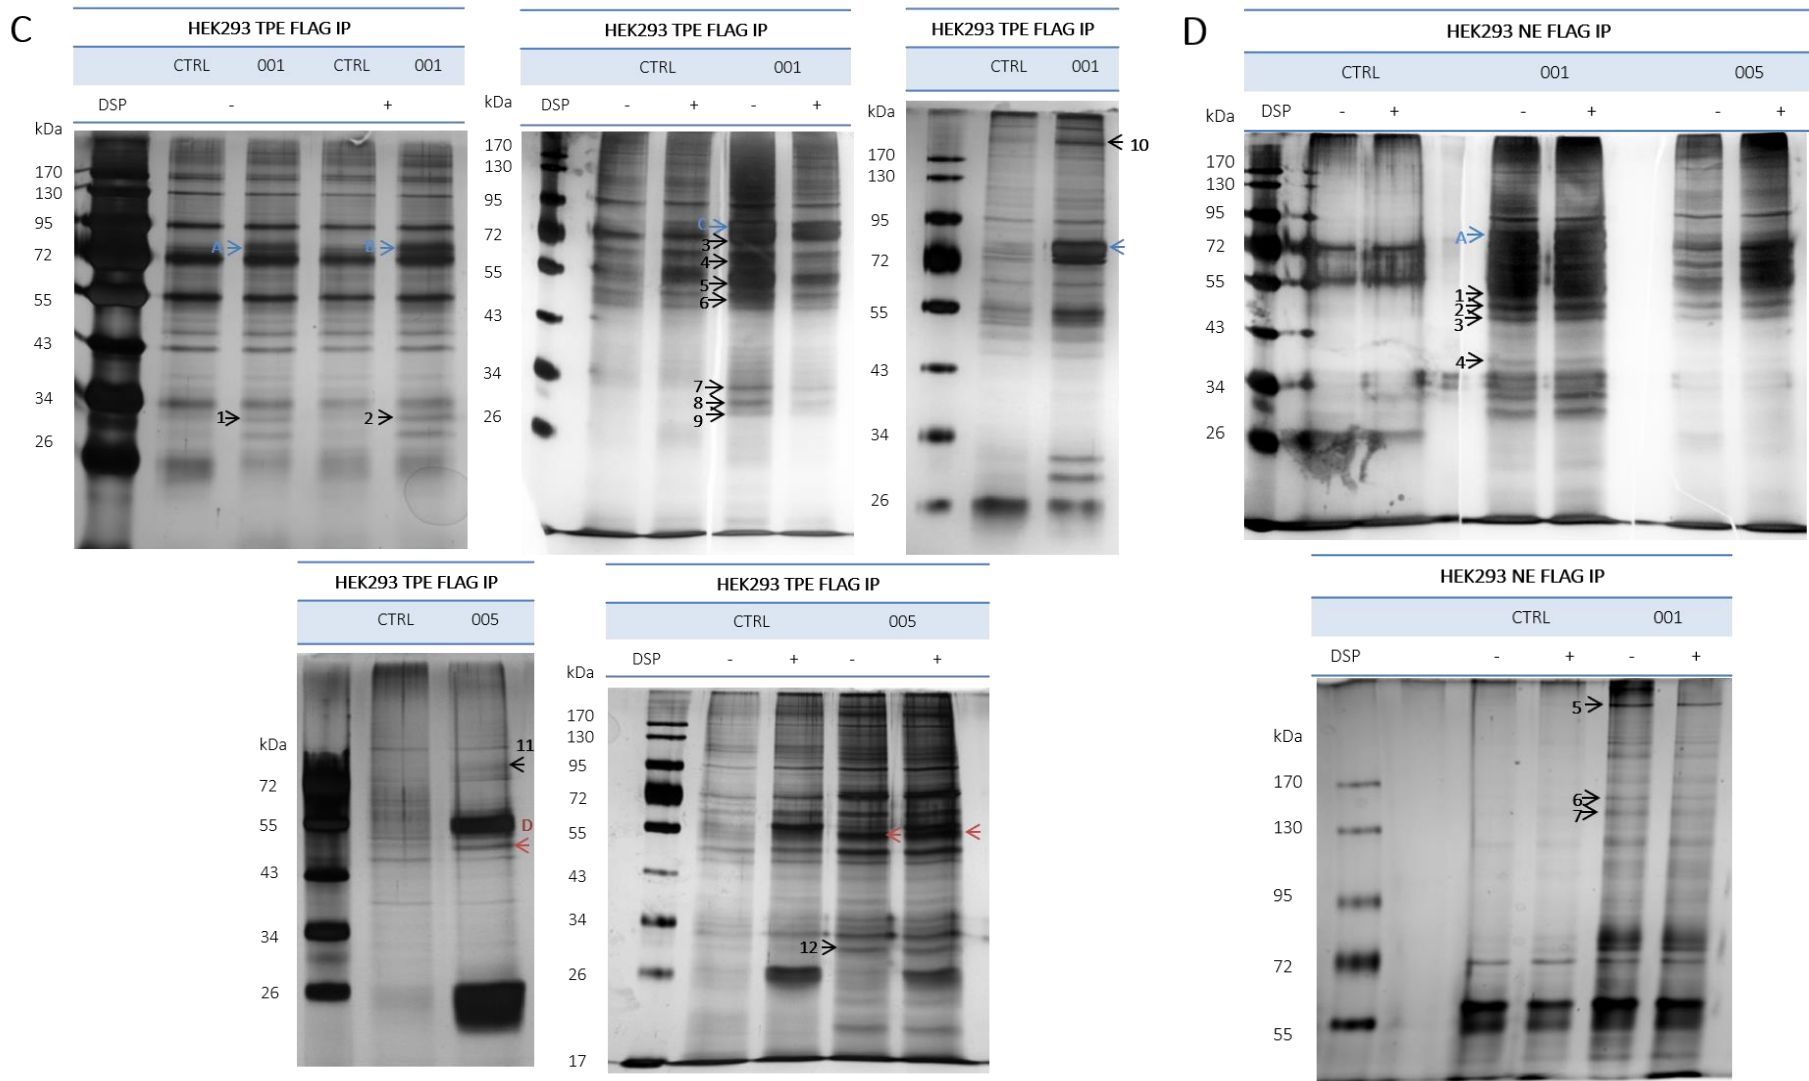 C
HEK293 TPE FLAG IP
CTRL 001 CTRL 001
DSP - +
kDa
170
130
95
72
55
43
34
26
A
B
1
2
HEK293 TPE FLAG IP
CTRL 001
kDa DSP - + - +
170
130
95
72
55
43
34
26
C
3
4
5
6
7
8
9
HEK293 TPE FLAG IP
CTRL 001
kDa
170
130
95
72
55
43
34
26
10
D
HEK293 NE FLAG IP
CTRL 001 005
kDa DSP - + - + - +
170
130
95
72
55
43
34
26
A
1
2
3
4
HEK293 TPE FLAG IP
CTRL 005
kDa
72
55
43
34
26
11
D
HEK293 TPE FLAG IP
CTRL 005
DSP - + - +
kDa
170
130
95
72
55
43
34
26
17
12
HEK293 NE FLAG IP
CTRL 001
DSP - + - +
kDa
170
130
95
72
55
5
6
7